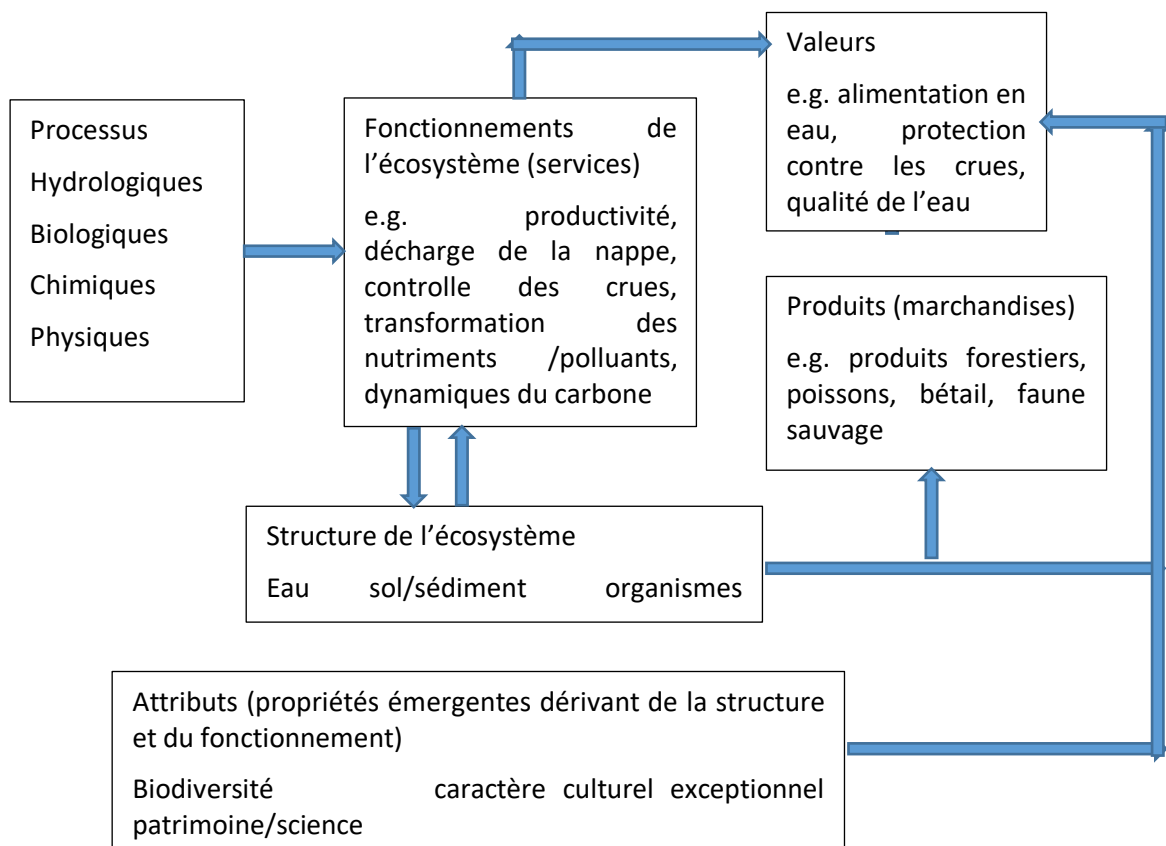 Processus
Hydrologiques
Biologiques
Chimiques
Physiques
Fonctionnements de
l’écosystème (services)
e.g. productivité,
décharge de la nappe,
controlle des crues,
transformation des
nutriments /polluants,
dynamiques du carbone
Valeurs
e.g. alimentation en
eau, protection
contre les crues,
qualité de l’eau
Produits (marchandises)
e.g. produits forestiers,
poissons, bétail, faune
sauvage
Structure de l’écosystème
Eau sol/sédiment organismes
Attributs (propriétés émergentes dérivant de la structure
et du fonctionnement)
Biodiversité caractère culturel exceptionnel
patrimoine/science